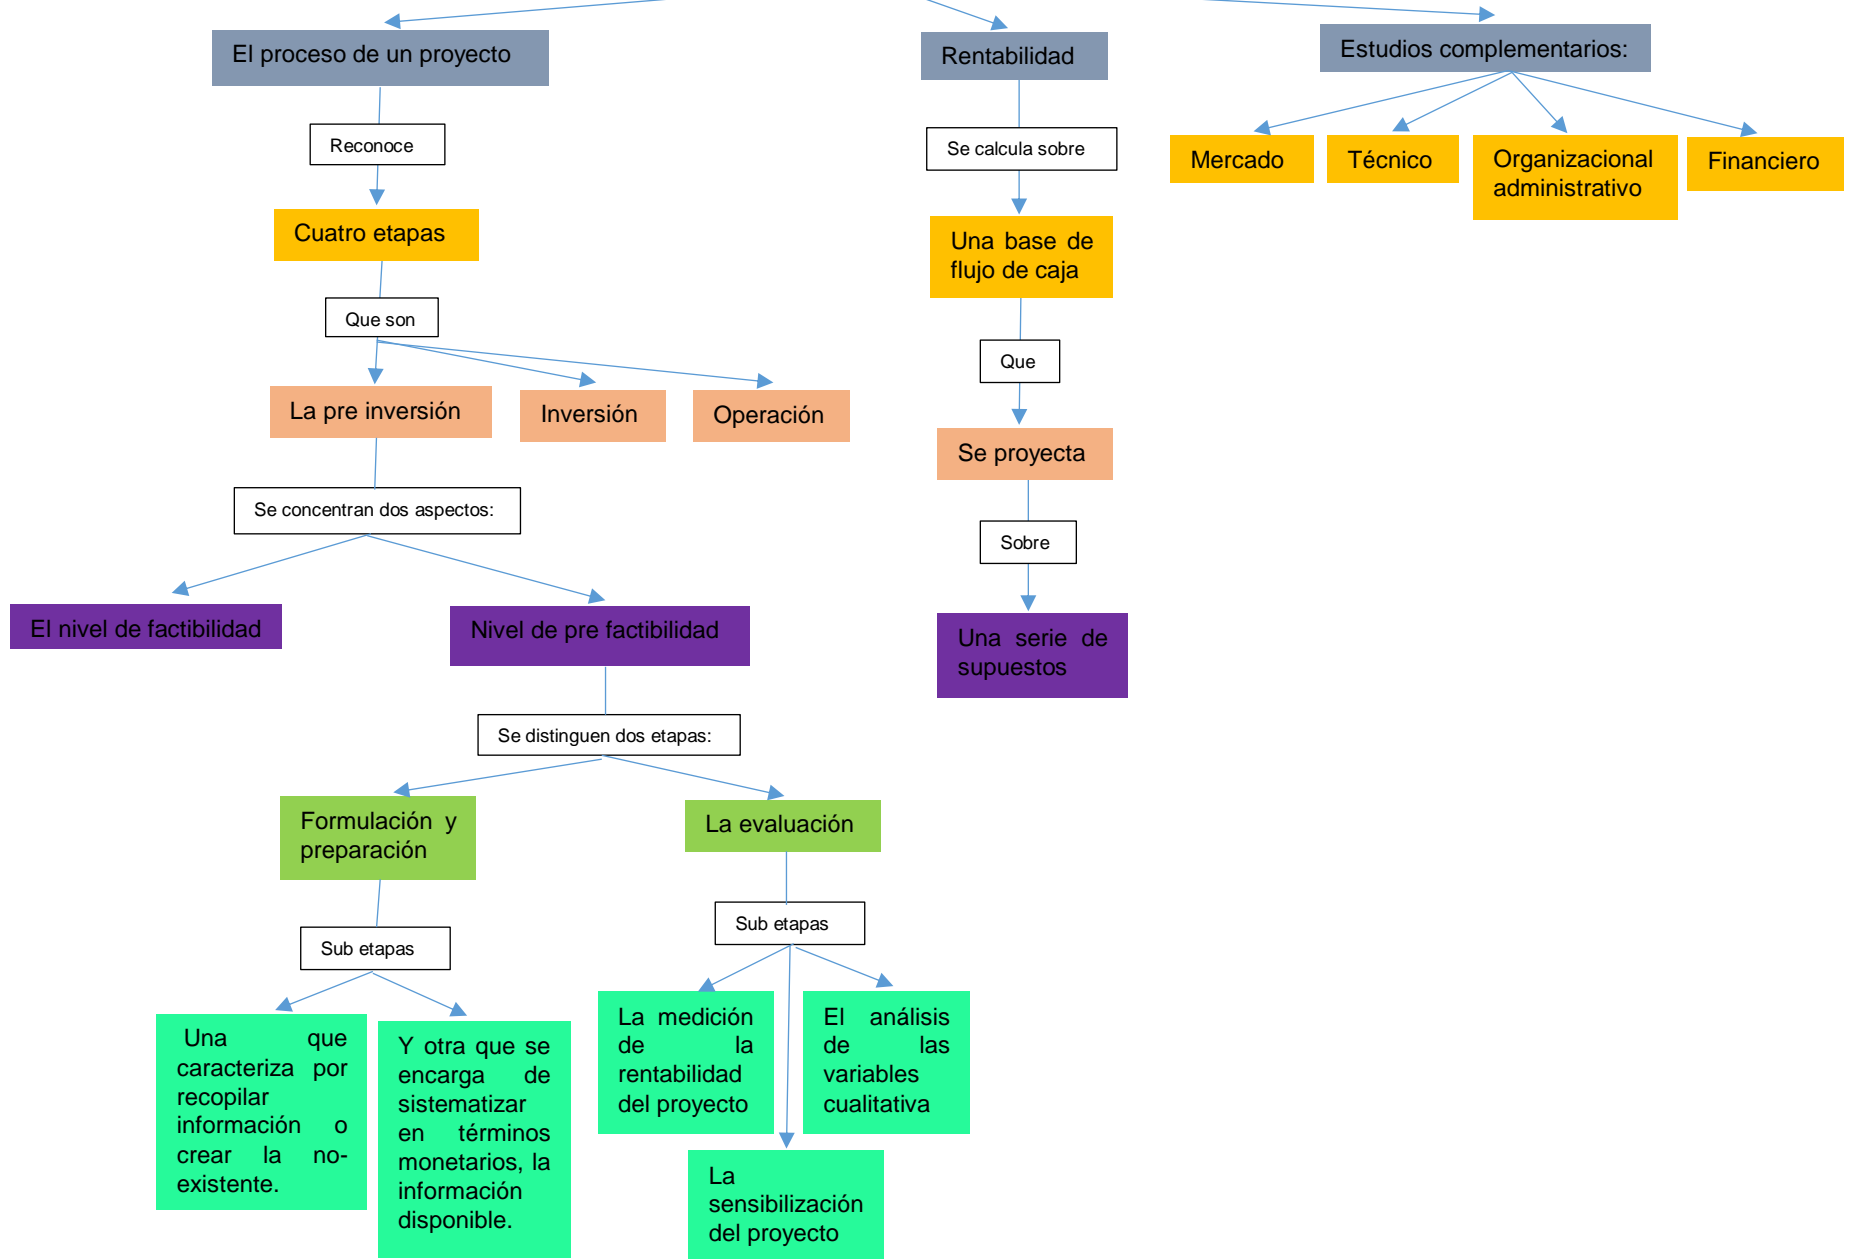 El proceso de un proyecto
Rentabilidad
Estudios complementarios:
Reconoce
Se calcula sobre
Mercado
Técnico
Organizacional
administrativo
Financiero
Cuatro etapas
Una base de
flujo de caja
Que son
Que
La pre inversión
Inversión
Operación
Se proyecta
Se concentran dos aspectos:
Sobre
El nivel de factibilidad
Nivel de pre factibilidad
Una serie de
supuestos
Se distinguen dos etapas:
Formulación y
preparación
La evaluación
Sub etapas
Sub etapas
Una que
caracteriza por
recopilar
información o
crear la no-
existente.
Y otra que se
encarga de
sistematizar
en términos
monetarios, la
información
disponible.
La medición
de la
rentabilidad
del proyecto
El análisis
de las
variables
cualitativa
La
sensibilización
del proyecto